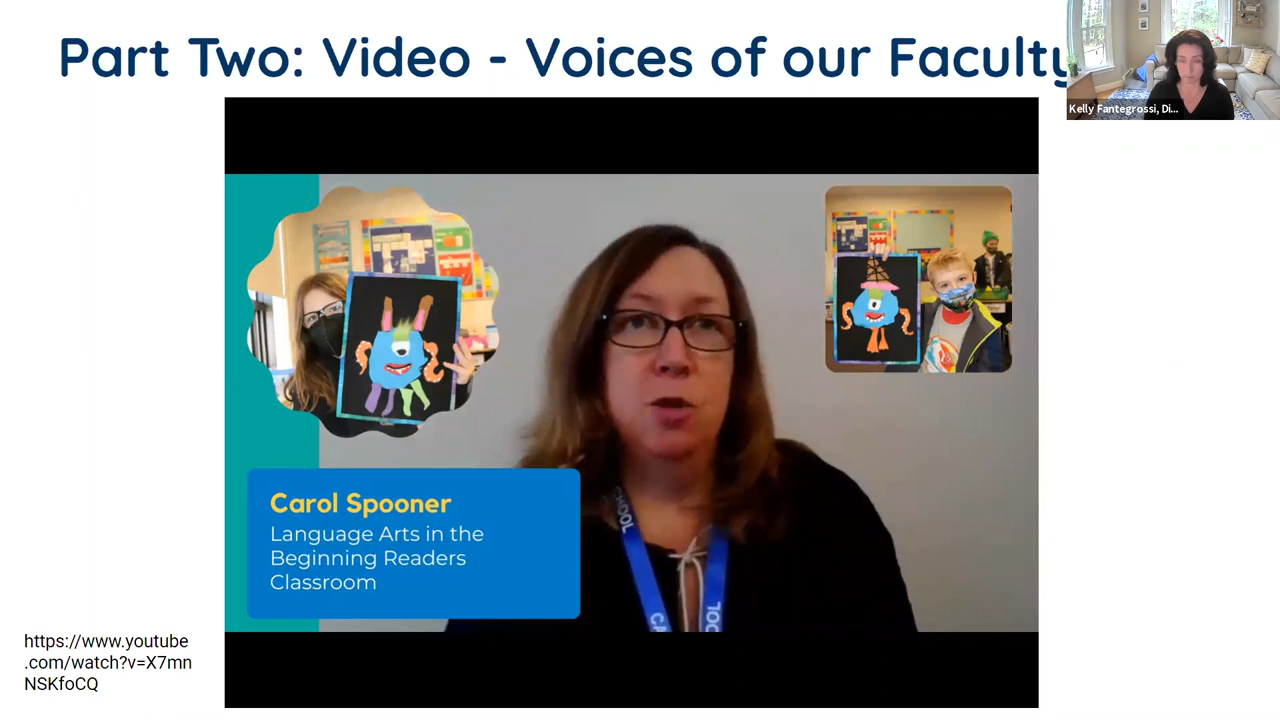 Part Two: Video - Voices of our Faculty
Kelly Fantegrossi, Di...
Carol Spooner
Language Arts in the
Beginning Readers
Classroom
https://www.youtube
.com/watch?v=X7mn
NSKfoCQ